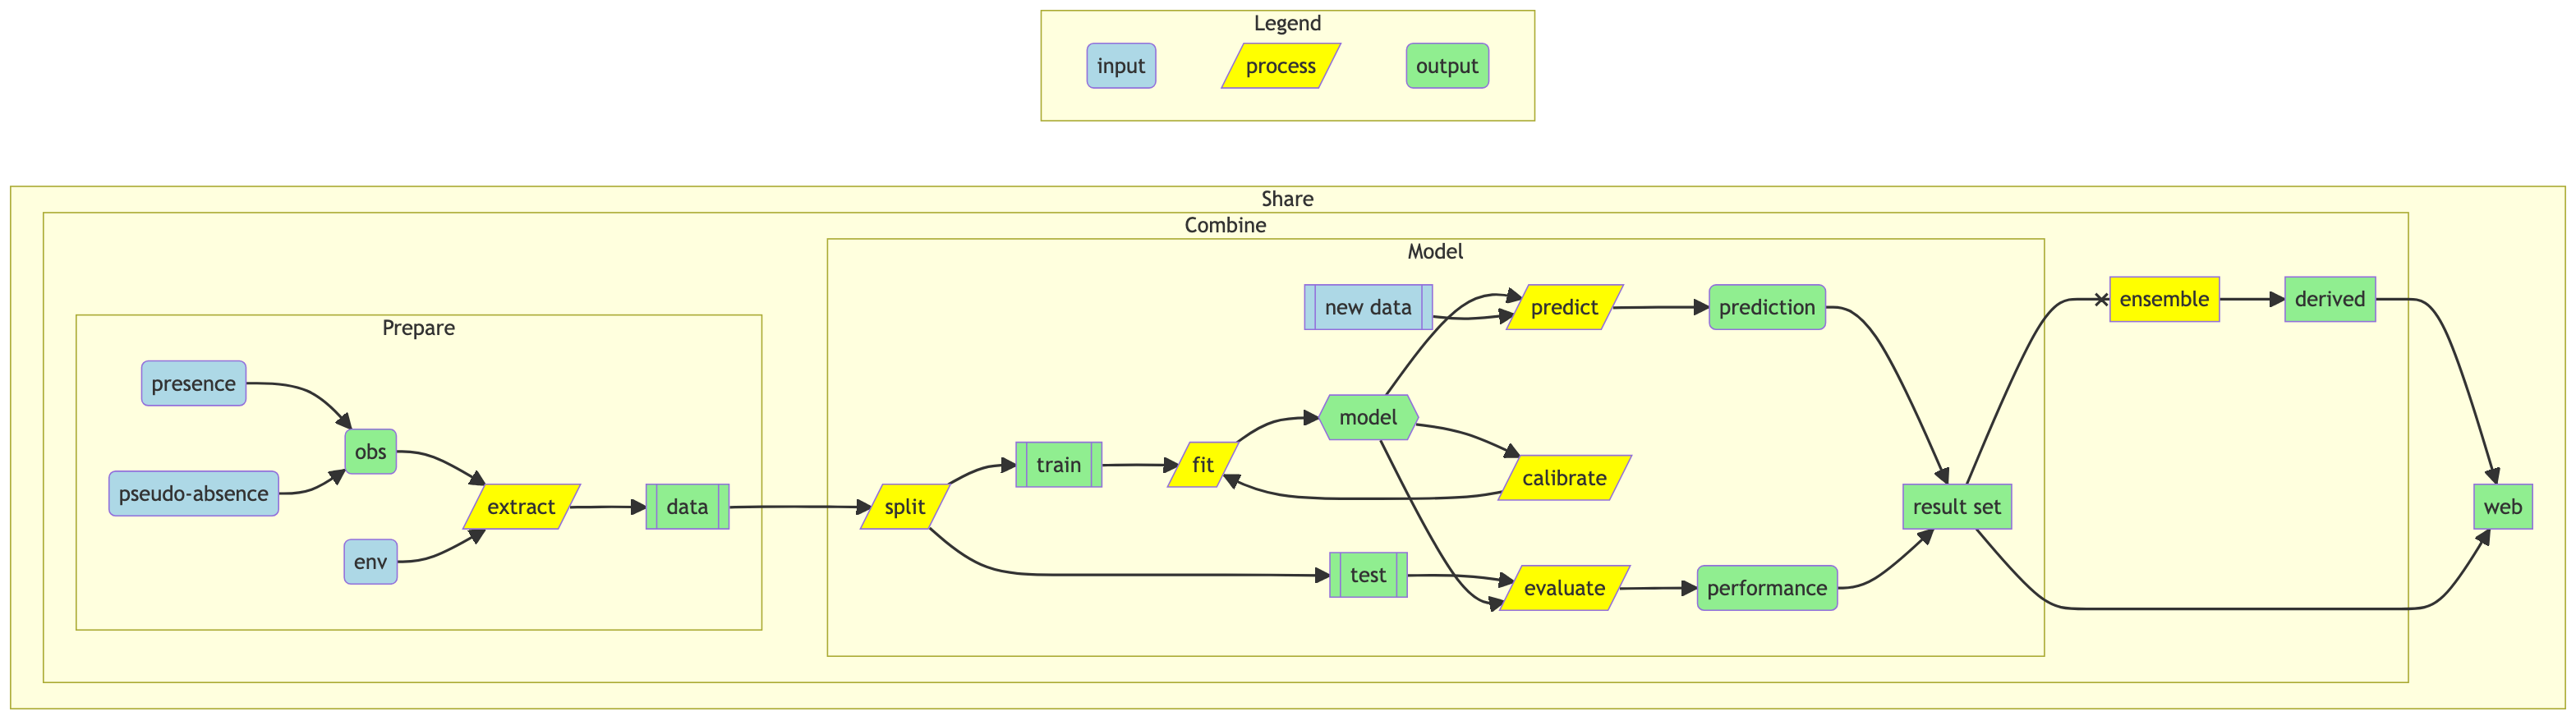 Legend
input
process
output
Share
Combine
Model
Prepare
presence
pseudo-absence
obs
env
extract
data
split
train
fit
new data
model
test
predict
calibrate
evaluate
prediction
performance
result set
ensemble
derived
web